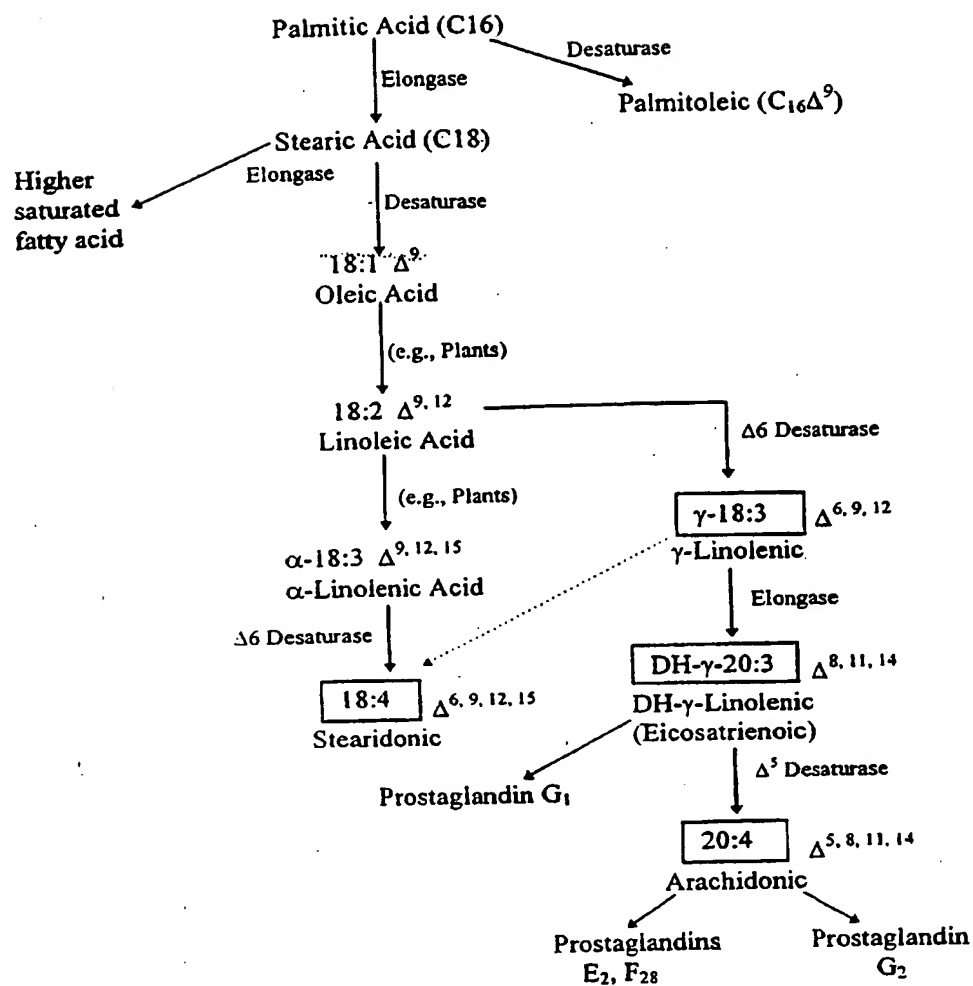 Palmitic Acid (C16)
Desaturase
Elongase
Palmitoleic (C₁₆Δ⁹)
Stearic Acid (C18)
Elongase
Higher
saturated
fatty acid
Desaturase
18:1 Δ⁹
Oleic Acid
(e.g., Plants)
18:2 Δ⁹, ¹²
Linoleic Acid
Δ6 Desaturase
(e.g., Plants)
γ-18:3 Δ⁶, ⁹, ¹²
γ-Linolenic
α-18:3 Δ⁹, ¹², ¹⁵
α-Linolenic Acid
Elongase
Δ6 Desaturase
DH-γ-20:3 Δ⁸, ¹¹, ¹⁴
DH-γ-Linolenic
(Eicosatrienoic)
18:4 Δ⁶, ⁹, ¹², ¹⁵
Stearidonic
Δ⁵ Desaturase
Prostaglandin G₁
20:4 Δ⁵, ⁸, ¹¹, ¹⁴
Arachidonic
Prostaglandins
E₂, F₂₈
Prostaglandin
G₂